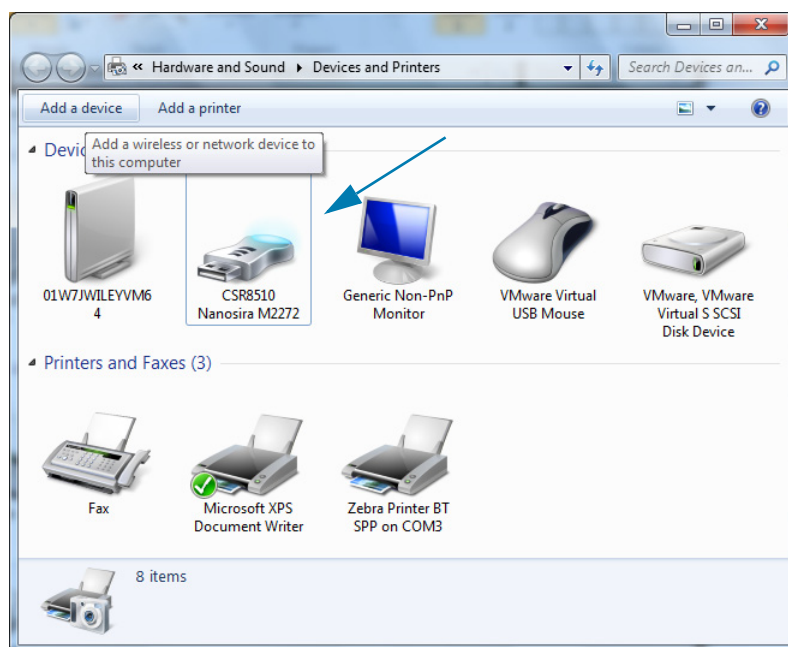 « Hardware and Sound ▸ Devices and Printers
Search Devices an...
Add a device
Add a printer
Add a wireless or network device to
this computer
Devic
01W7JWILEYVM6
4
CSR8510
Nanosira M2272
Generic Non-PnP
Monitor
VMware Virtual
USB Mouse
VMware, VMware
Virtual S SCSI
Disk Device
Printers and Faxes (3)
Fax
Microsoft XPS
Document Writer
Zebra Printer BT
SPP on COM3
8 items